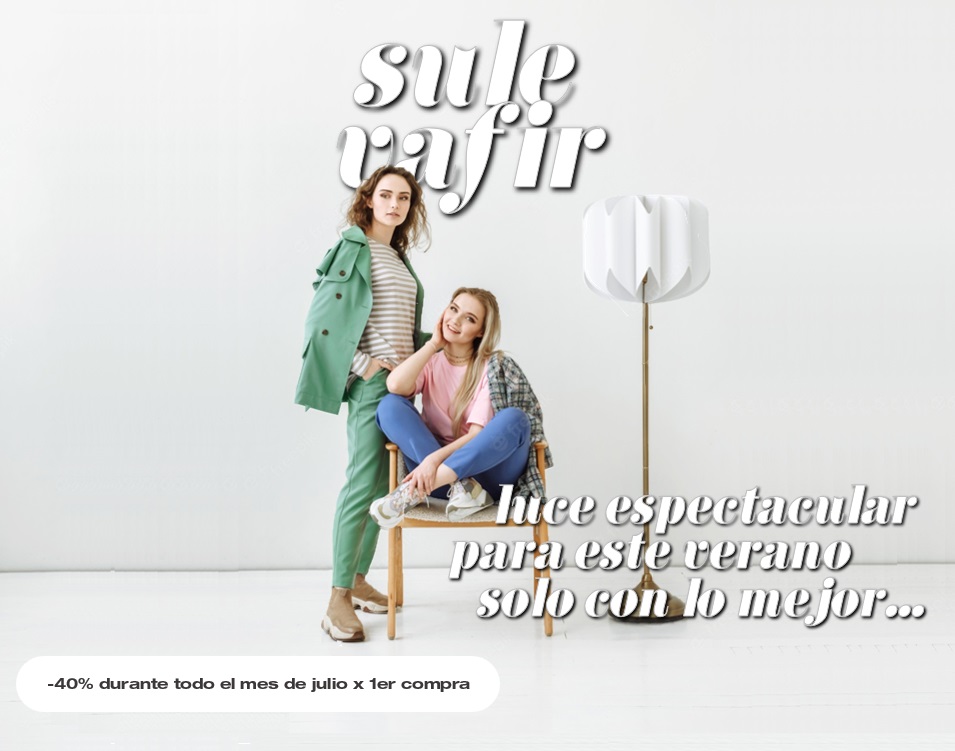 sule
vafir
luce espectacular
para este verano
solo con lo mejor...
-40% durante todo el mes de julio x 1er compra